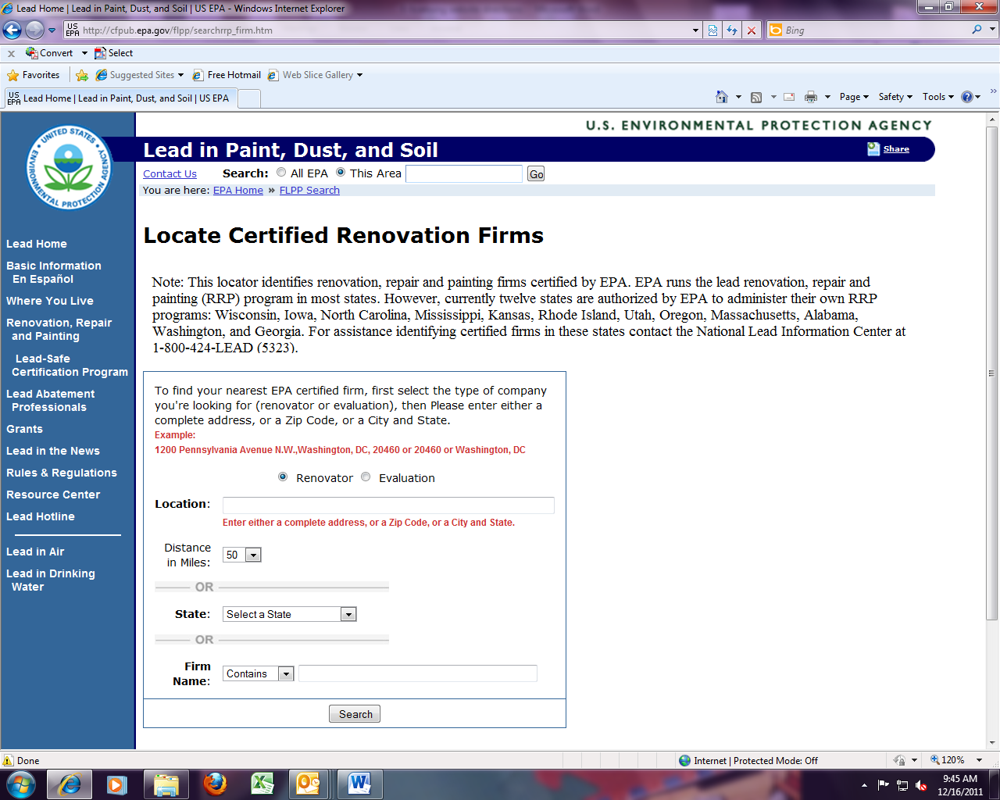 Lead Home | Lead in Paint, Dust, and Soil | US EPA - Windows Internet Explorer
US EPA http://cfpub.epa.gov/flpp/searchrrp_firm.htm
Bing
x Convert Select
Favorites Suggested Sites Free Hotmail Web Slice Gallery
US EPA Lead Home | Lead in Paint, Dust, and Soil | US EPA
Page Safety Tools
UNITED STATES
ENVIRONMENTAL PROTECTION AGENCY
U.S. ENVIRONMENTAL PROTECTION AGENCY
Lead in Paint, Dust, and Soil
Share
Contact Us Search: All EPA This Area Go
You are here: EPA Home » FLPP Search
Lead Home
Basic Information
En Español
Where You Live
Renovation, Repair
and Painting
Lead-Safe
Certification Program
Lead Abatement
Professionals
Grants
Lead in the News
Rules & Regulations
Resource Center
Lead Hotline
Lead in Air
Lead in Drinking
Water
Locate Certified Renovation Firms
Note: This locator identifies renovation, repair and painting firms certified by EPA. EPA runs the lead renovation, repair and
painting (RRP) program in most states. However, currently twelve states are authorized by EPA to administer their own RRP
programs: Wisconsin, Iowa, North Carolina, Mississippi, Kansas, Rhode Island, Utah, Oregon, Massachusetts, Alabama,
Washington, and Georgia. For assistance identifying certified firms in these states contact the National Lead Information Center at
1-800-424-LEAD (5323).
To find your nearest EPA certified firm, first select the type of company
you're looking for (renovator or evaluation), then Please enter either a
complete address, or a Zip Code, or a City and State.
Example:
1200 Pennsylvania Avenue N.W.,Washington, DC, 20460 or 20460 or Washington, DC
Renovator Evaluation
Location:
Enter either a complete address, or a Zip Code, or a City and State.
Distance
in Miles: 50
OR
State: Select a State
OR
Firm
Name: Contains
Search
Done
Internet | Protected Mode: Off
120%
9:45 AM
12/16/2011